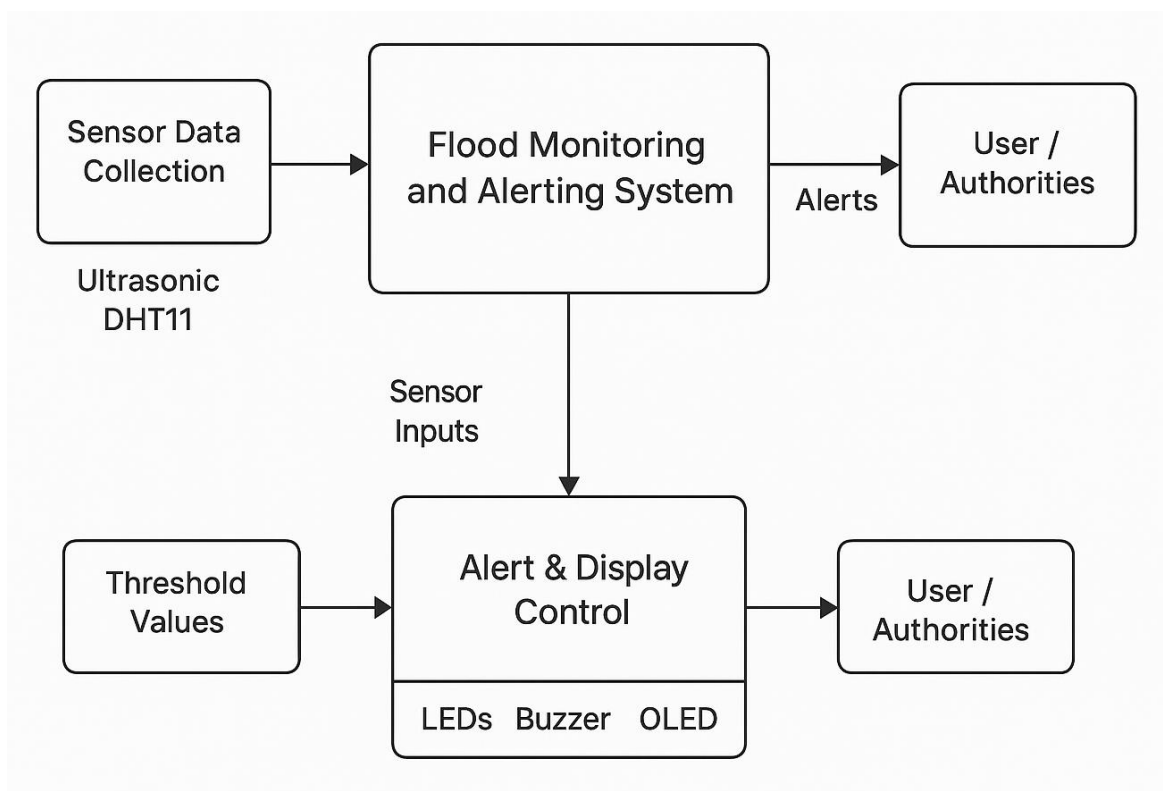 Sensor Data
Collection
Ultrasonic
DHT11
Flood Monitoring
and Alerting System
Alerts
User /
Authorities
Sensor
Inputs
Threshold
Values
Alert & Display
Control
LEDs Buzzer OLED
User /
Authorities